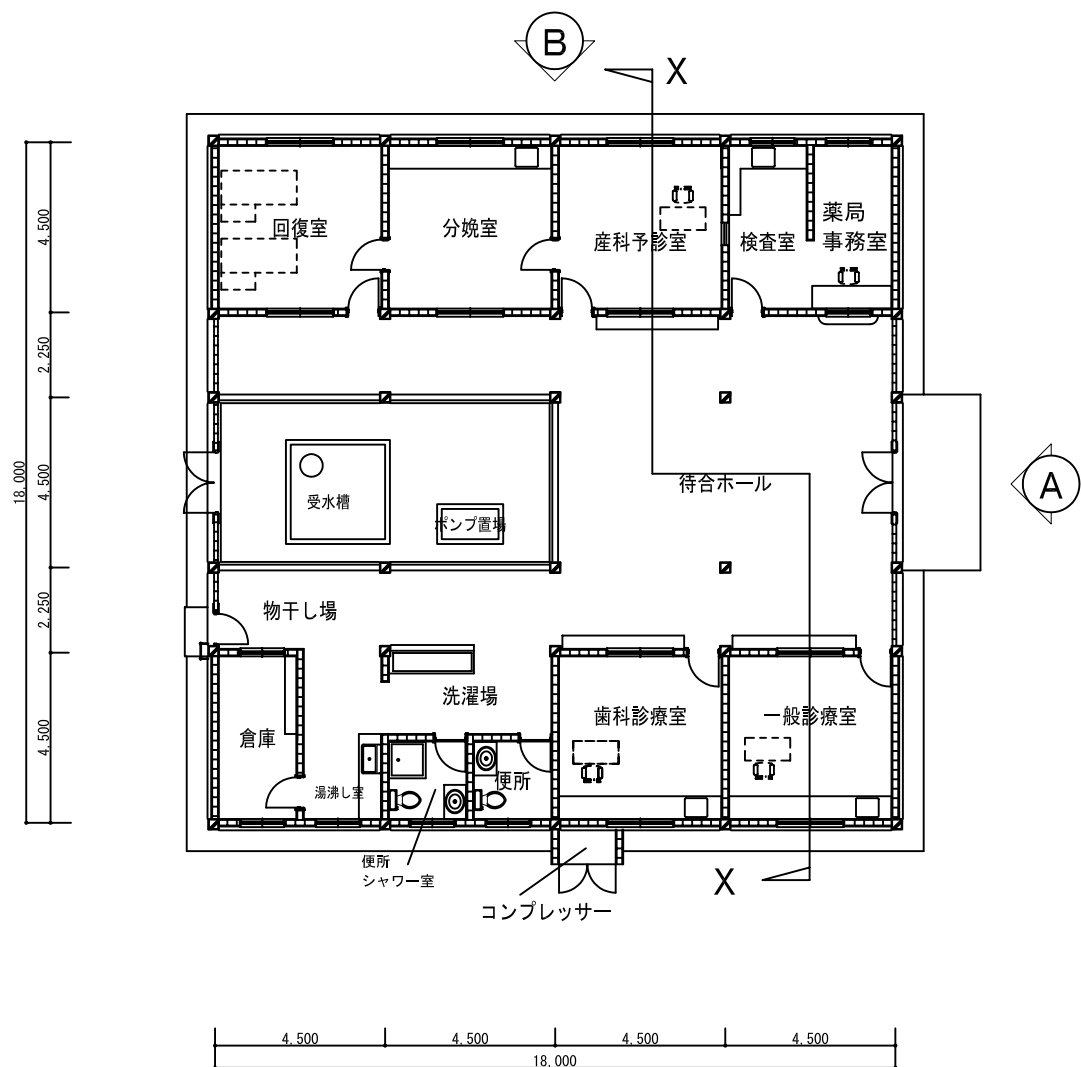 B
X
4,500
2,250
4,500
2,250
4,500
18,000
回復室
分娩室
産科予診室
検査室
薬局
事務室
受水槽
ポンプ置場
待合ホール
A
物干し場
洗濯場
倉庫
湯沸し室
便所
歯科診療室
一般診療室
便所
シャワー室
コンプレッサー
X
4,500
4,500
4,500
4,500
18,000